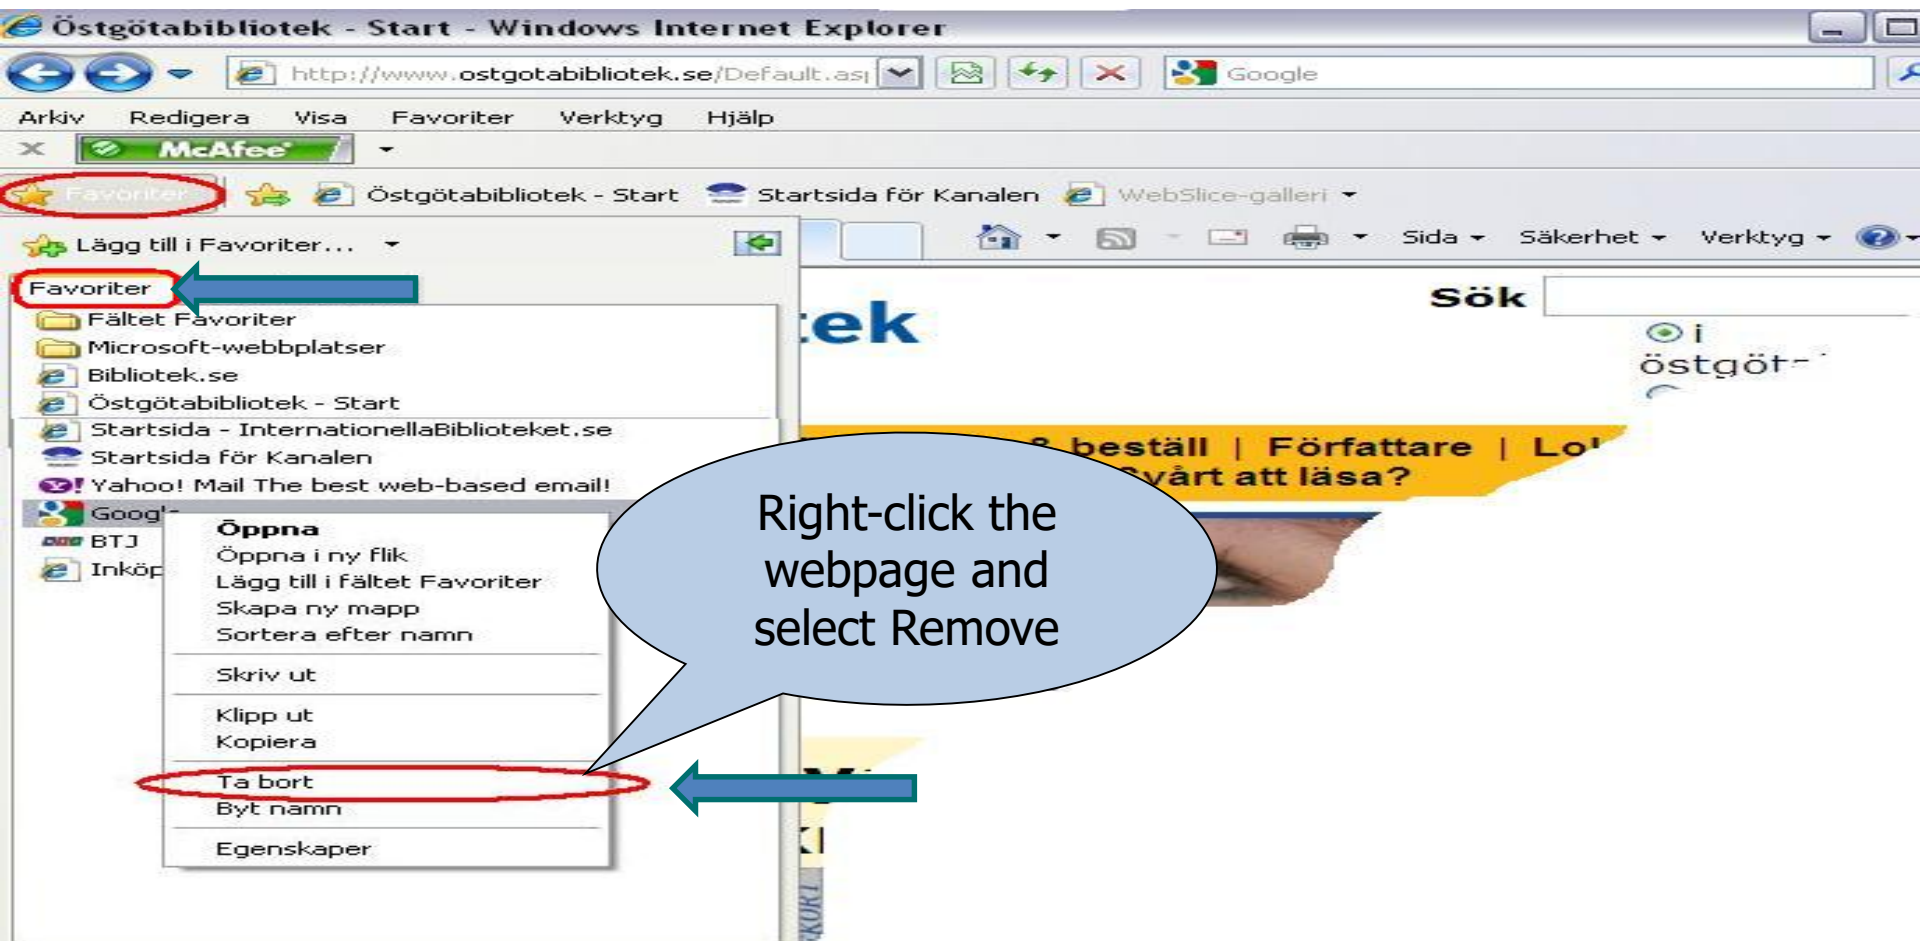 Östgötabibliotek - Start - Windows Internet Explorer
http://www.ostgotabibliotek.se/Default.asp
Google
Arkiv Redigera Visa Favoriter Verktyg Hjälp
McAfee
Favoriter Östgötabibliotek - Start Startsida för Kanalen WebSlice-galleri
Lägg till i Favoriter...
Sida Säkerhet Verktyg
Favoriter
Fältet Favoriter
Microsoft-webbplatser
Bibliotek.se
Östgötabibliotek - Start
Startsida - InternationellaBiblioteket.se
Startsida för Kanalen
Yahoo! Mail The best web-based email!
Google
BTJ
Inköp
Öppna
Öppna i ny flik
Lägg till i fältet Favoriter
Skapa ny mapp
Sortera efter namn
Skriv ut
Klipp ut
Kopiera
Ta bort
Byt namn
Egenskaper
tek
Sök
i
östgöt
& beställ | Författare |
Svårt att läsa?
Right-click the
webpage and
select Remove